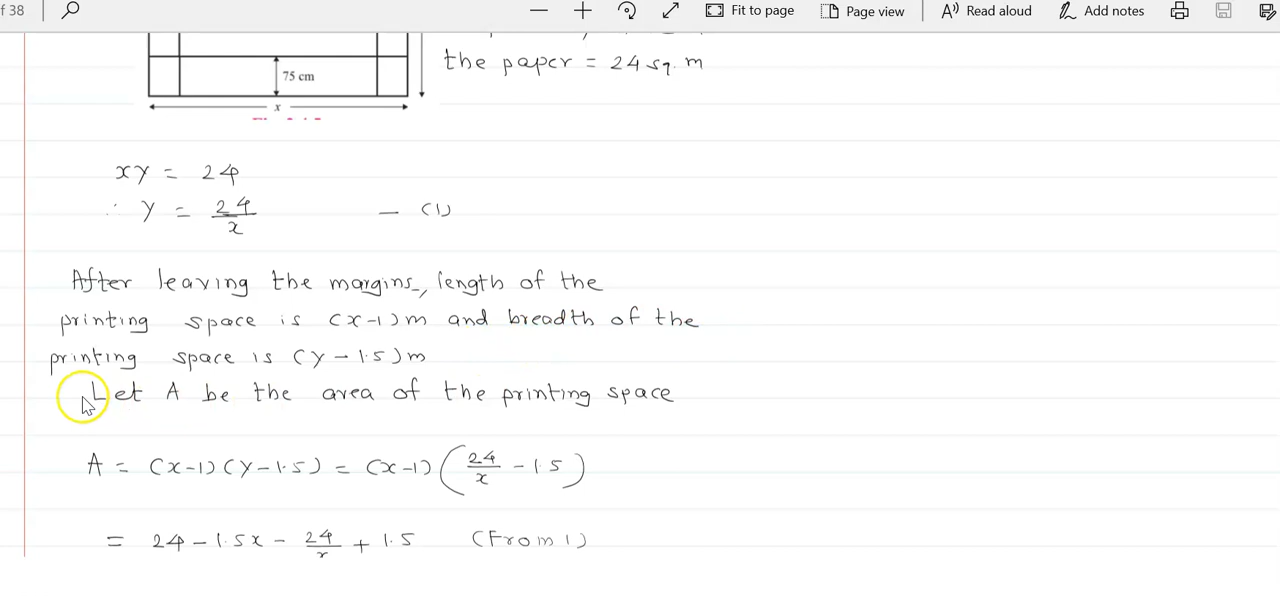 f 38
Fit to page
Page view
Read aloud
Add notes
the paper = 24 sq. m
75 cm
x
xy = 24
∴ y = 24/x — (1)
After leaving the margins, length of the
printing space is (x-1)m and breadth of the
printing space is (y-1.5)m
Let A be the area of the printing space
A = (x-1)(y-1.5) = (x-1)(24/x - 1.5)
= 24 - 1.5x - 24/x + 1.5 (From 1)